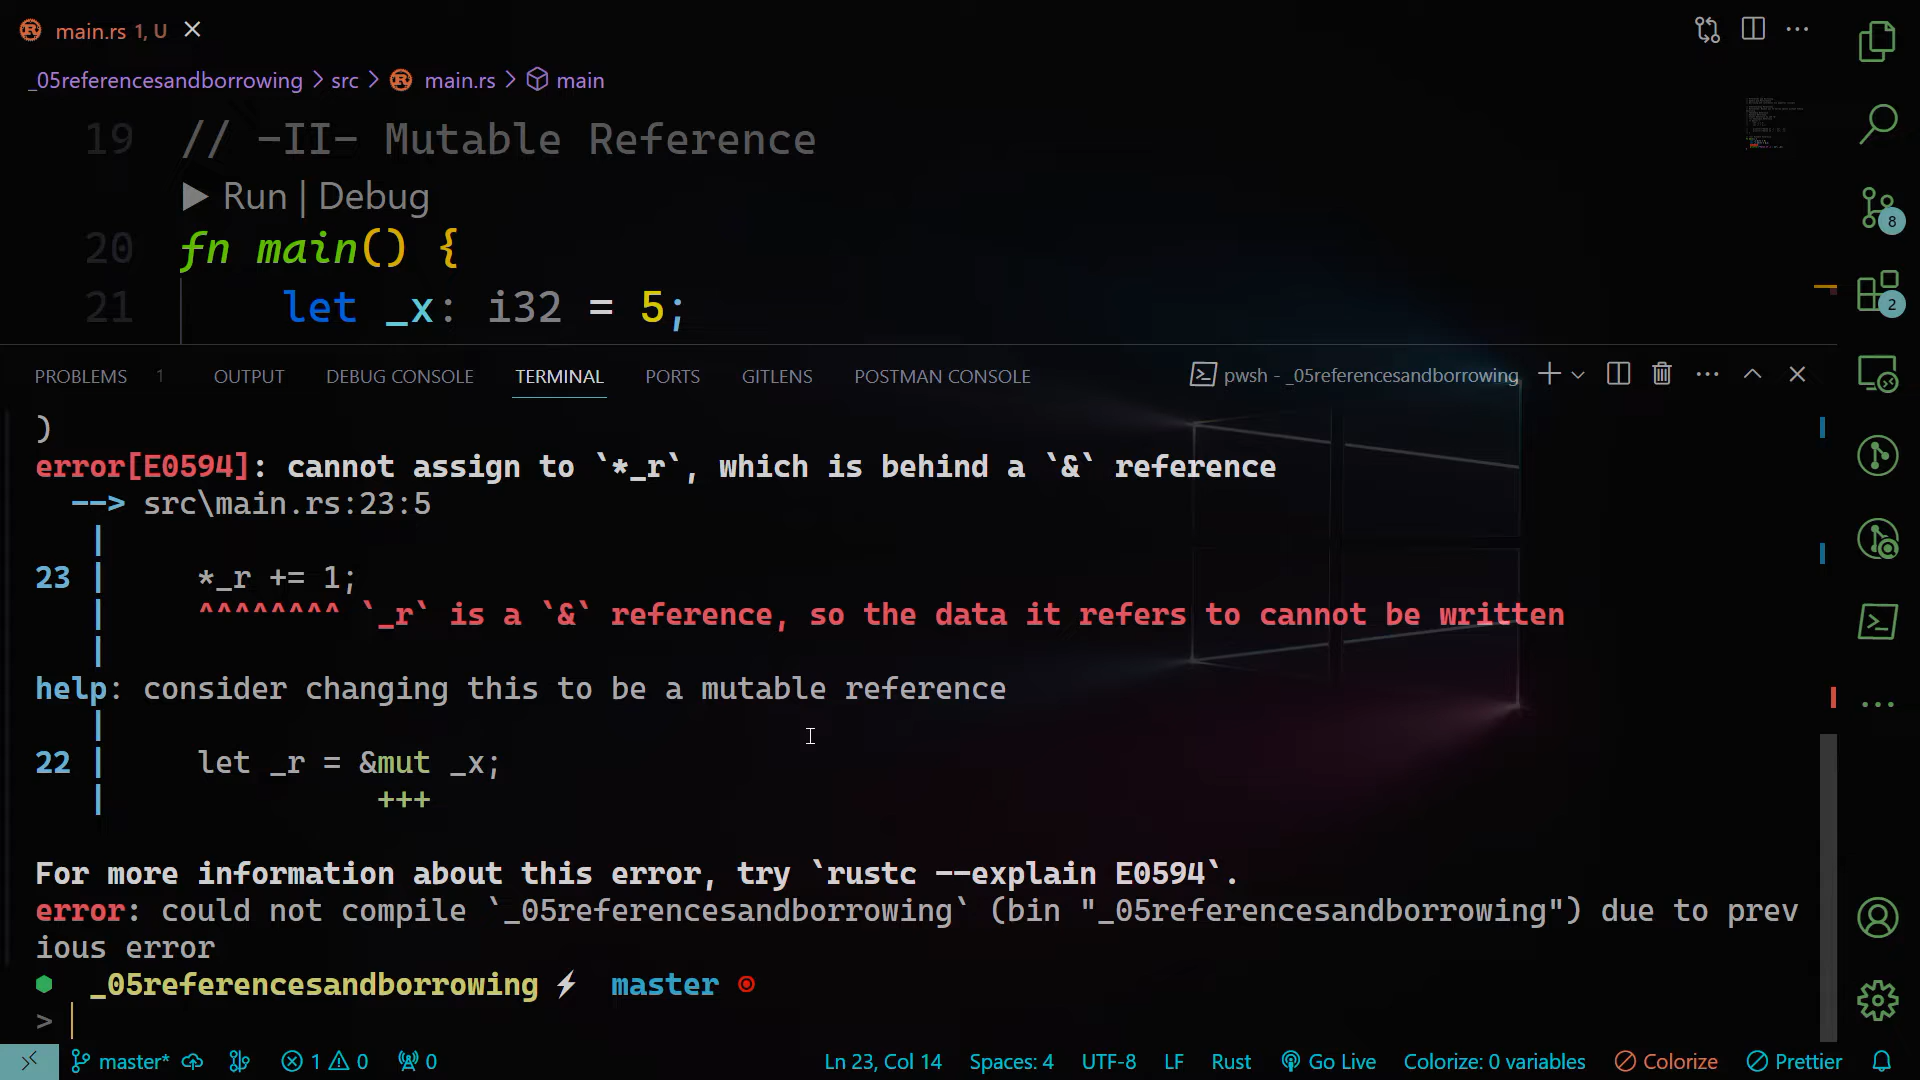 main.rs 1, U
_05referencesandborrowing > src > main.rs > main
19 // -II- Mutable Reference
Run | Debug
20 fn main() {
21 let _x: i32 = 5;
PROBLEMS 1 OUTPUT DEBUG CONSOLE TERMINAL PORTS GITLENS POSTMAN CONSOLE pwsh - _05referencesandborrowing
)
error[E0594]: cannot assign to `*_r`, which is behind a `&` reference
--> src\main.rs:23:5
|
23 | *_r += 1;
| ^^^^^^^^ `_r` is a `&` reference, so the data it refers to cannot be written
|
help: consider changing this to be a mutable reference
|
22 | let _r = &mut _x;
| +++
For more information about this error, try `rustc --explain E0594`.
error: could not compile `_05referencesandborrowing` (bin "_05referencesandborrowing") due to prev
ious error
_05referencesandborrowing ⚡ master
>
8
2
master* 1 0 0 Ln 23, Col 14 Spaces: 4 UTF-8 LF Rust Go Live Colorize: 0 variables Colorize Prettier